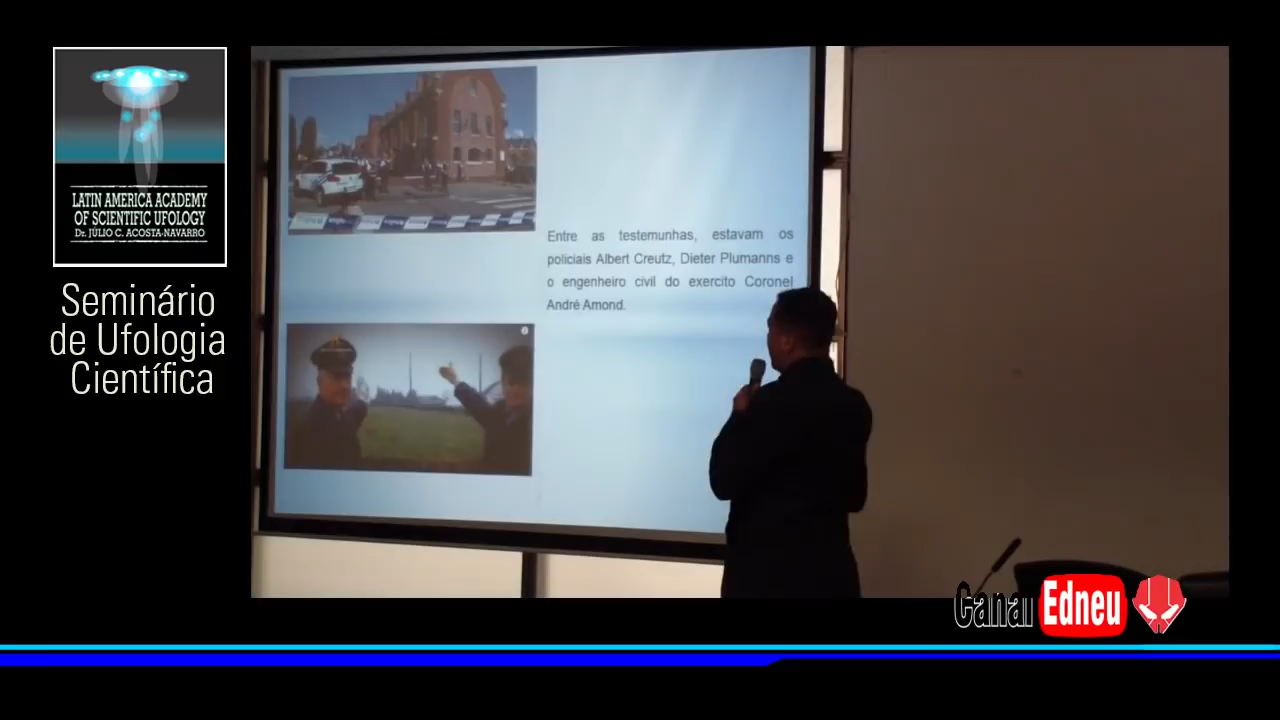 LATIN AMERICA ACADEMY
OF SCIENTIFIC UFOLOGY
Dr. JÚLIO C. ACOSTA-NAVARRO
Seminário
de Ufologia
Científica
Entre as testemunhas, estavam os
policiais Albert Creutz, Dieter Plumanns e
o engenheiro civil do exercito Coronel
André Amond.
Canal Edneu